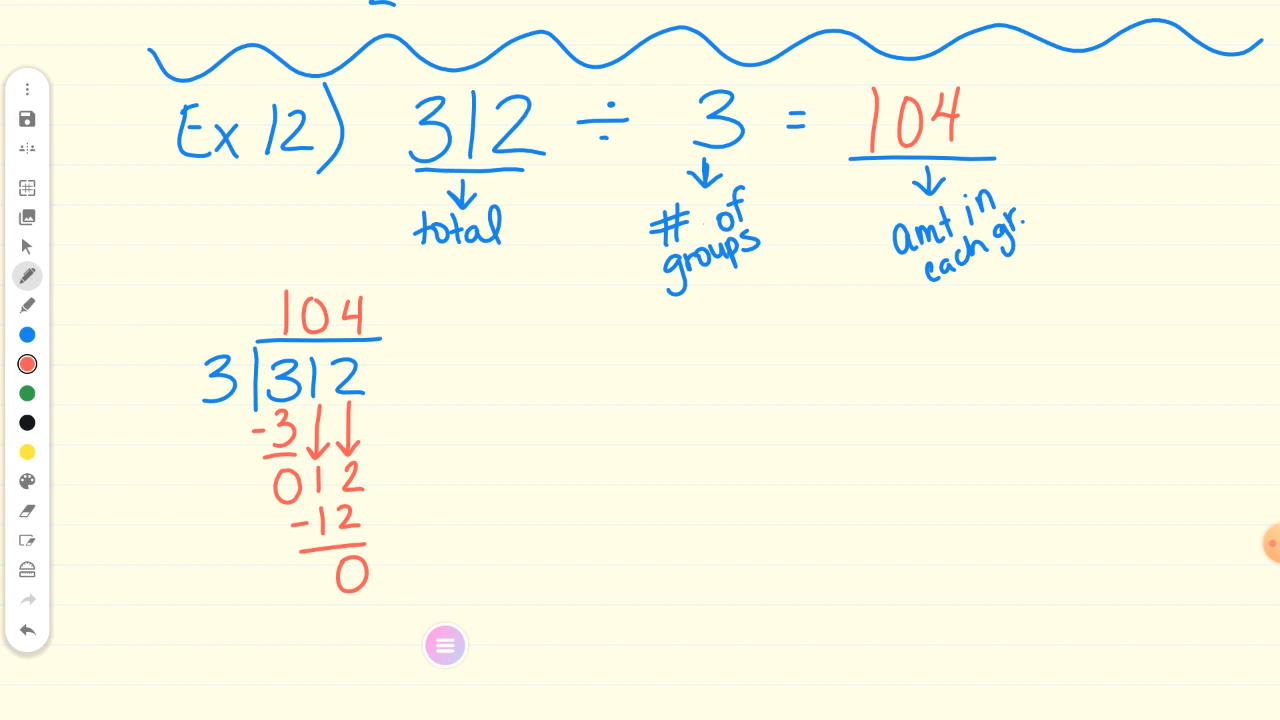 Ex 12) 312 ÷ 3 = 104
total
# of
groups
amt in
each gr.
104
3|312
-3
012
-12
0